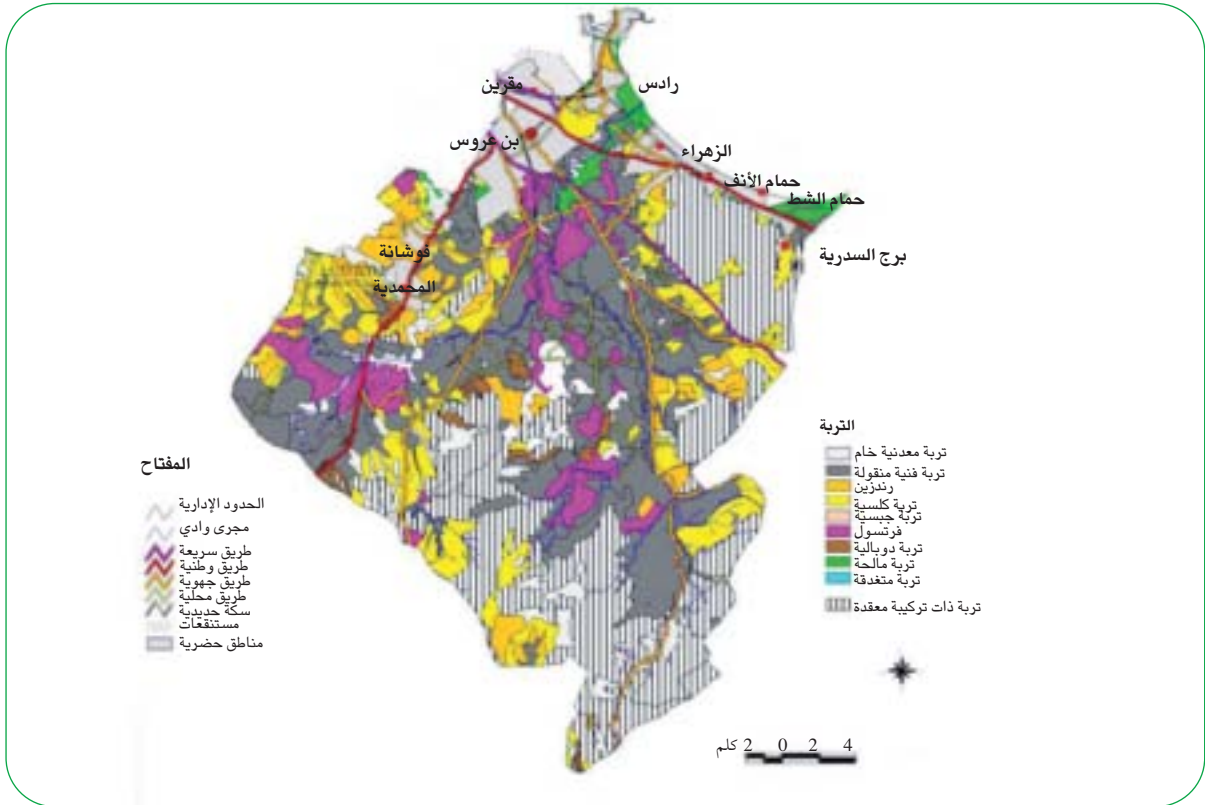 مقرين
رادس
بن عروس
الزهراء
حمام الأنف
حمام الشط
برج السدرية
فوشانة
المحمدية
التربة
تربة معدنية خام
تربة فنية منقولة
رندزين
تربة كلسية
تربة جبسية
فرتسول
تربة دوبالية
تربة مالحة
تربة متغدقة
تربة ذات تركيبة معقدة
المفتاح
الحدود الإدارية
مجرى وادي
طريق سريعة
طريق وطنية
طريق جهوية
طريق محلية
سكة حديدية
مستنقعات
مناطق حضرية
كلم 2 0 2 4